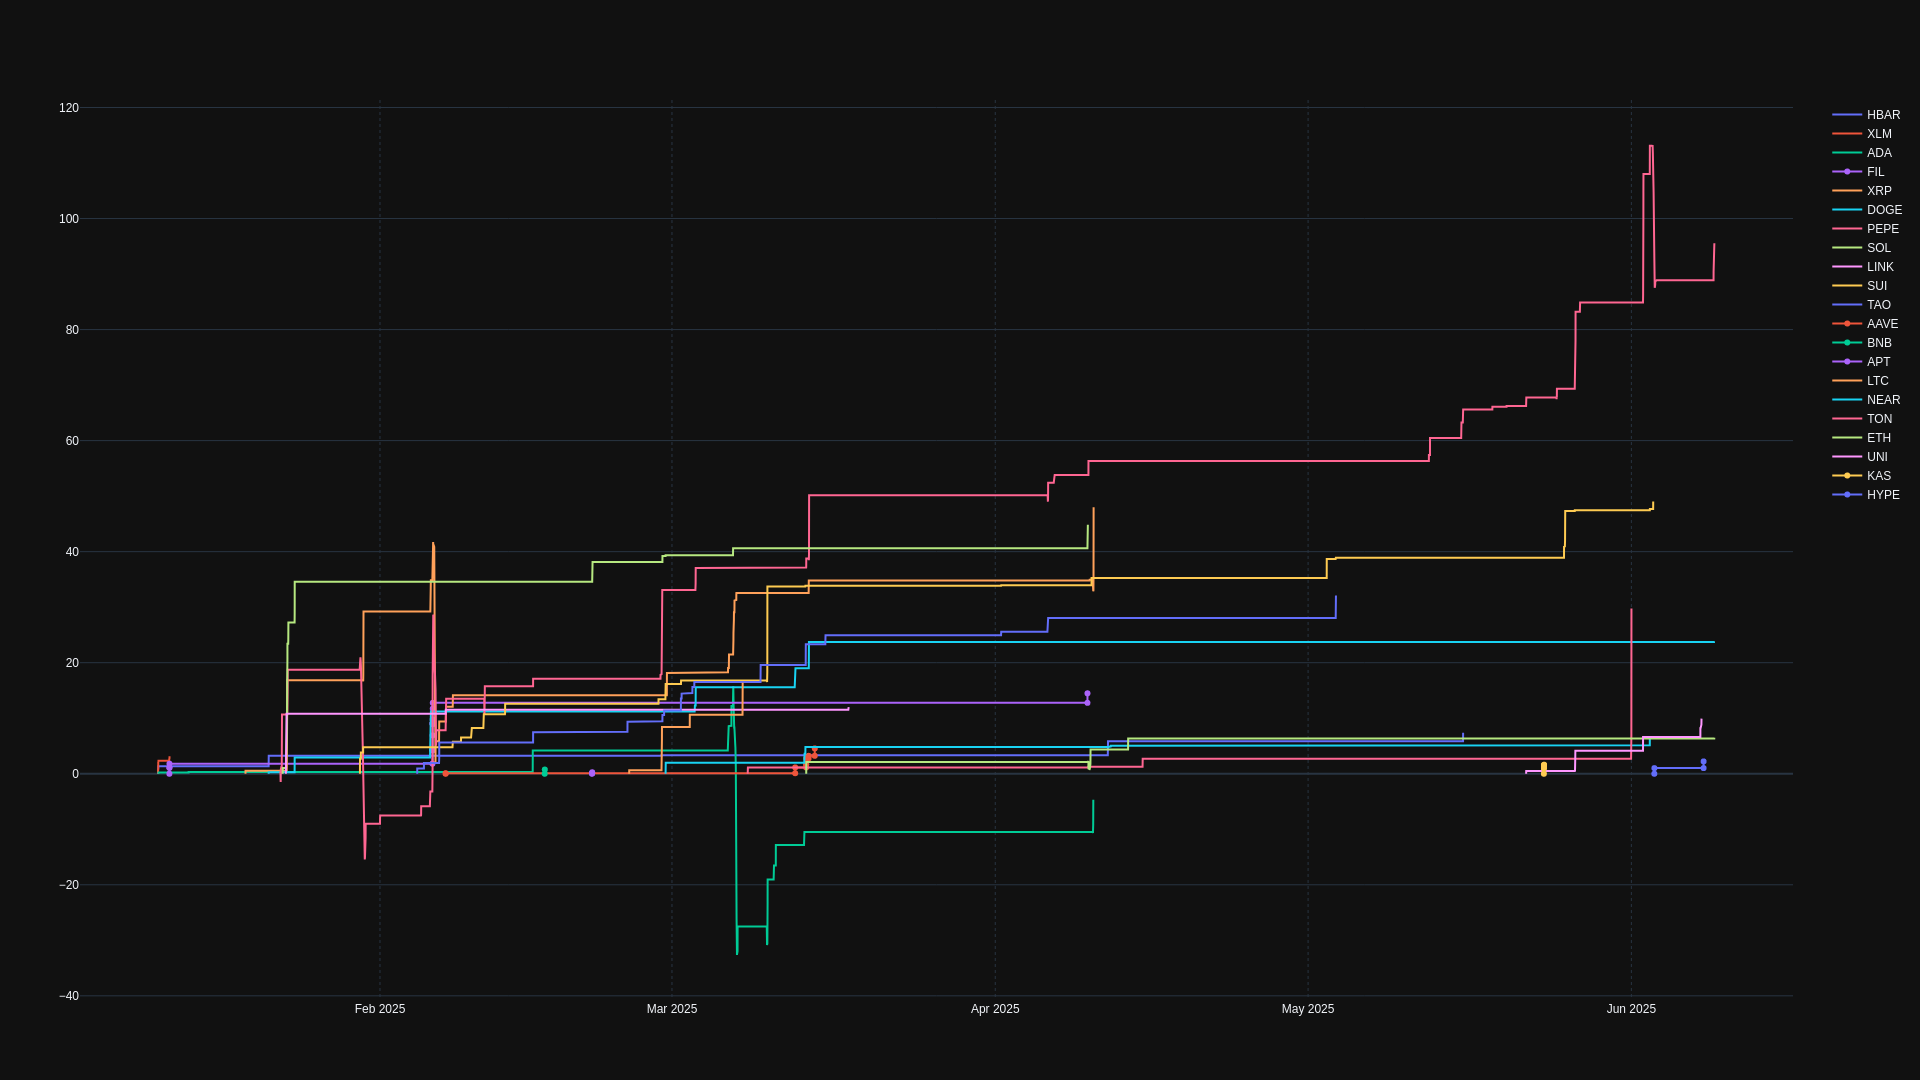 120
100
80
60
40
20
0
−20
−40
Feb 2025
Mar 2025
Apr 2025
May 2025
Jun 2025
HBAR
XLM
ADA
FIL
XRP
DOGE
PEPE
SOL
LINK
SUI
TAO
AAVE
BNB
APT
LTC
NEAR
TON
ETH
UNI
KAS
HYPE